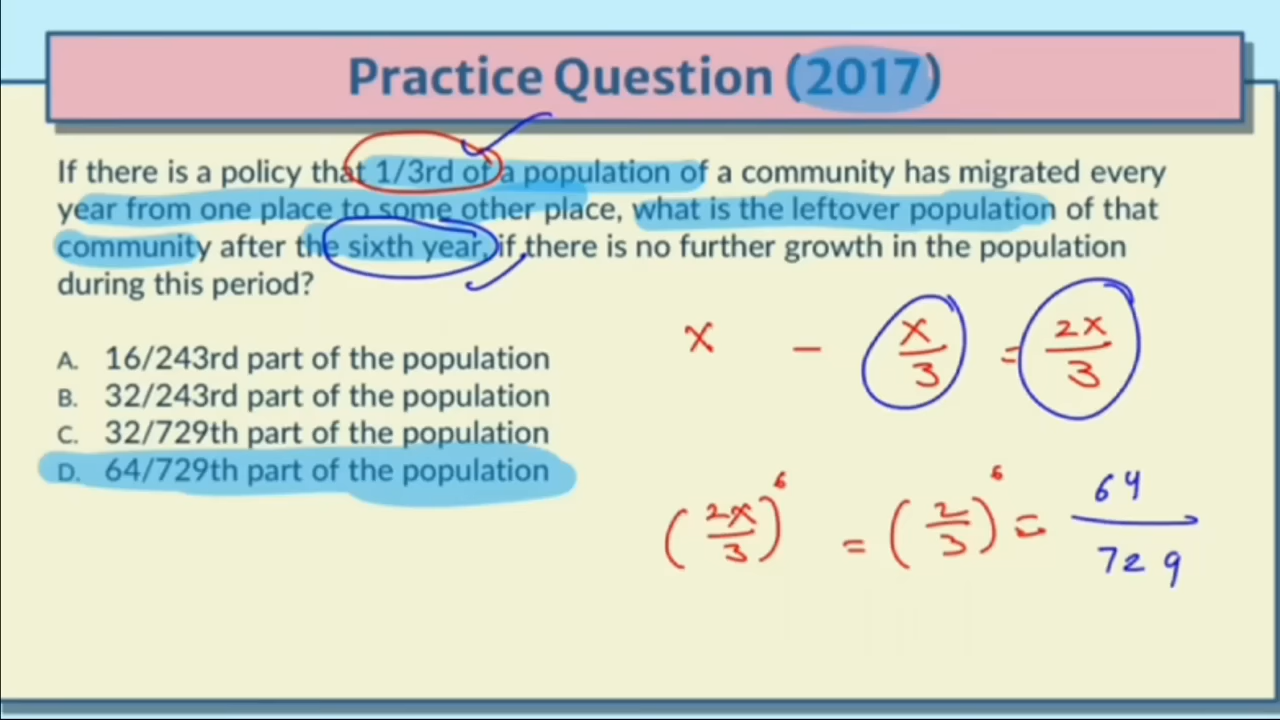 Practice Question (2017)
If there is a policy that 1/3rd of a population of a community has migrated every
year from one place to some other place, what is the leftover population of that
community after the sixth year, if there is no further growth in the population
during this period?
A. 16/243rd part of the population
B. 32/243rd part of the population
C. 32/729th part of the population
D. 64/729th part of the population
x - x/3 = 2x/3
(2x/3)^6 = (2/3)^6 = 64/729